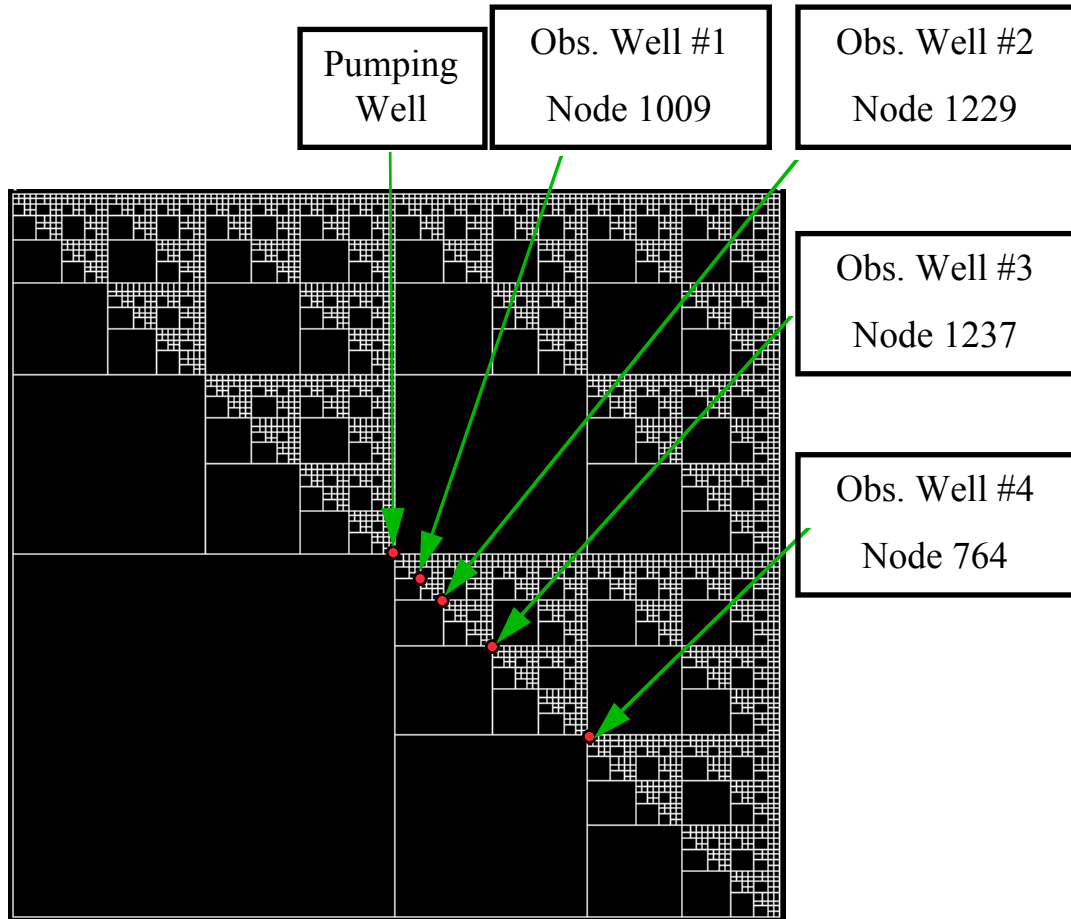 Pumping
Well
Obs. Well #1
Node 1009
Obs. Well #2
Node 1229
Obs. Well #3
Node 1237
Obs. Well #4
Node 764